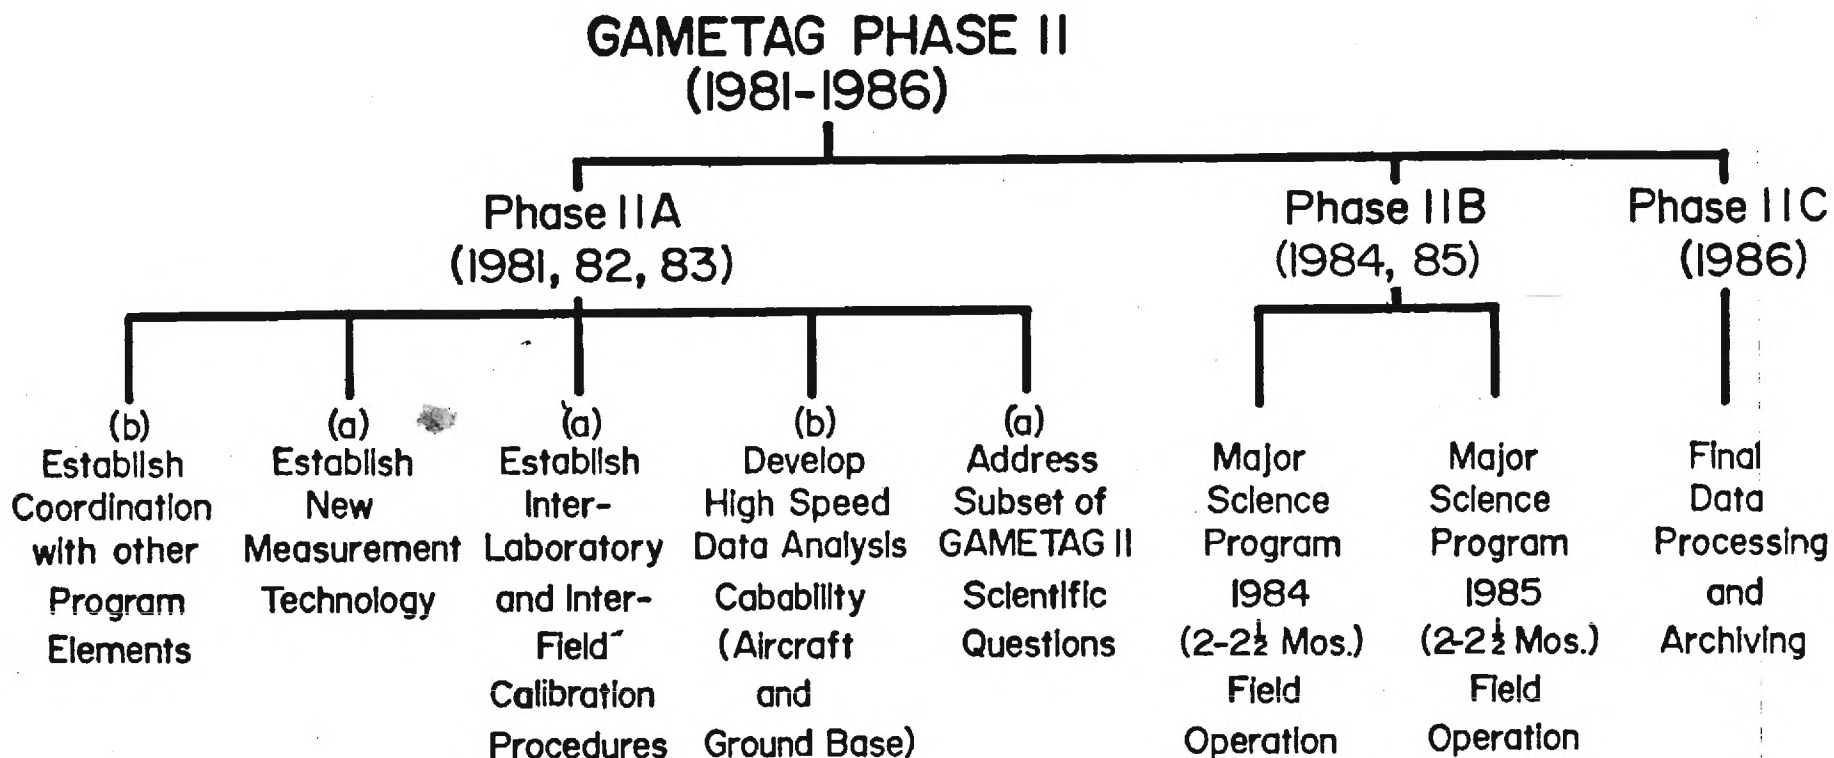 GAMETAG PHASE II
(1981-1986)
Phase IIA
(1981, 82, 83)
Phase IIB
(1984, 85)
Phase IIC
(1986)
(b)
Establish
Coordination
with other
Program
Elements
(a)
Establish
New
Measurement
Technology
(a)
Establish
Inter-
Laboratory
and Inter-
Field
Calibration
Procedures
(b)
Develop
High Speed
Data Analysis
Cabability
(Aircraft
and
Ground Base)
(a)
Address
Subset of
GAMETAG II
Scientific
Questions
Major
Science
Program
1984
(2-2½ Mos.)
Field
Operation
Major
Science
Program
1985
(2-2½ Mos.)
Field
Operation
Final
Data
Processing
and
Archiving